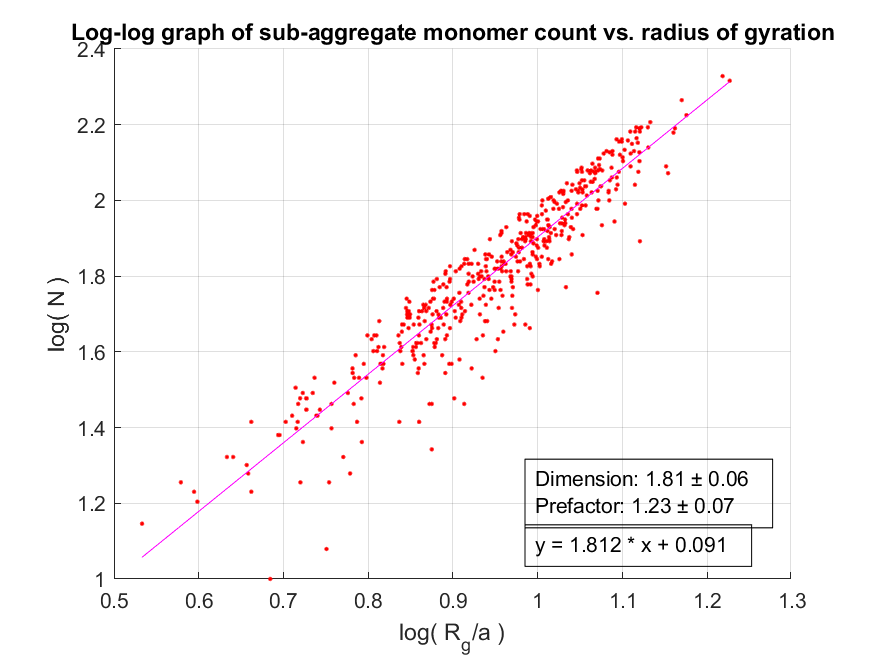 Log-log graph of sub-aggregate monomer count vs. radius of gyration
2.4
2.2
2
1.8
1.6
1.4
1.2
1
log( N )
Dimension: 1.81 ± 0.06
Prefactor: 1.23 ± 0.07
y = 1.812 * x + 0.091
0.5 0.6 0.7 0.8 0.9 1 1.1 1.2 1.3
log( R_g/a )